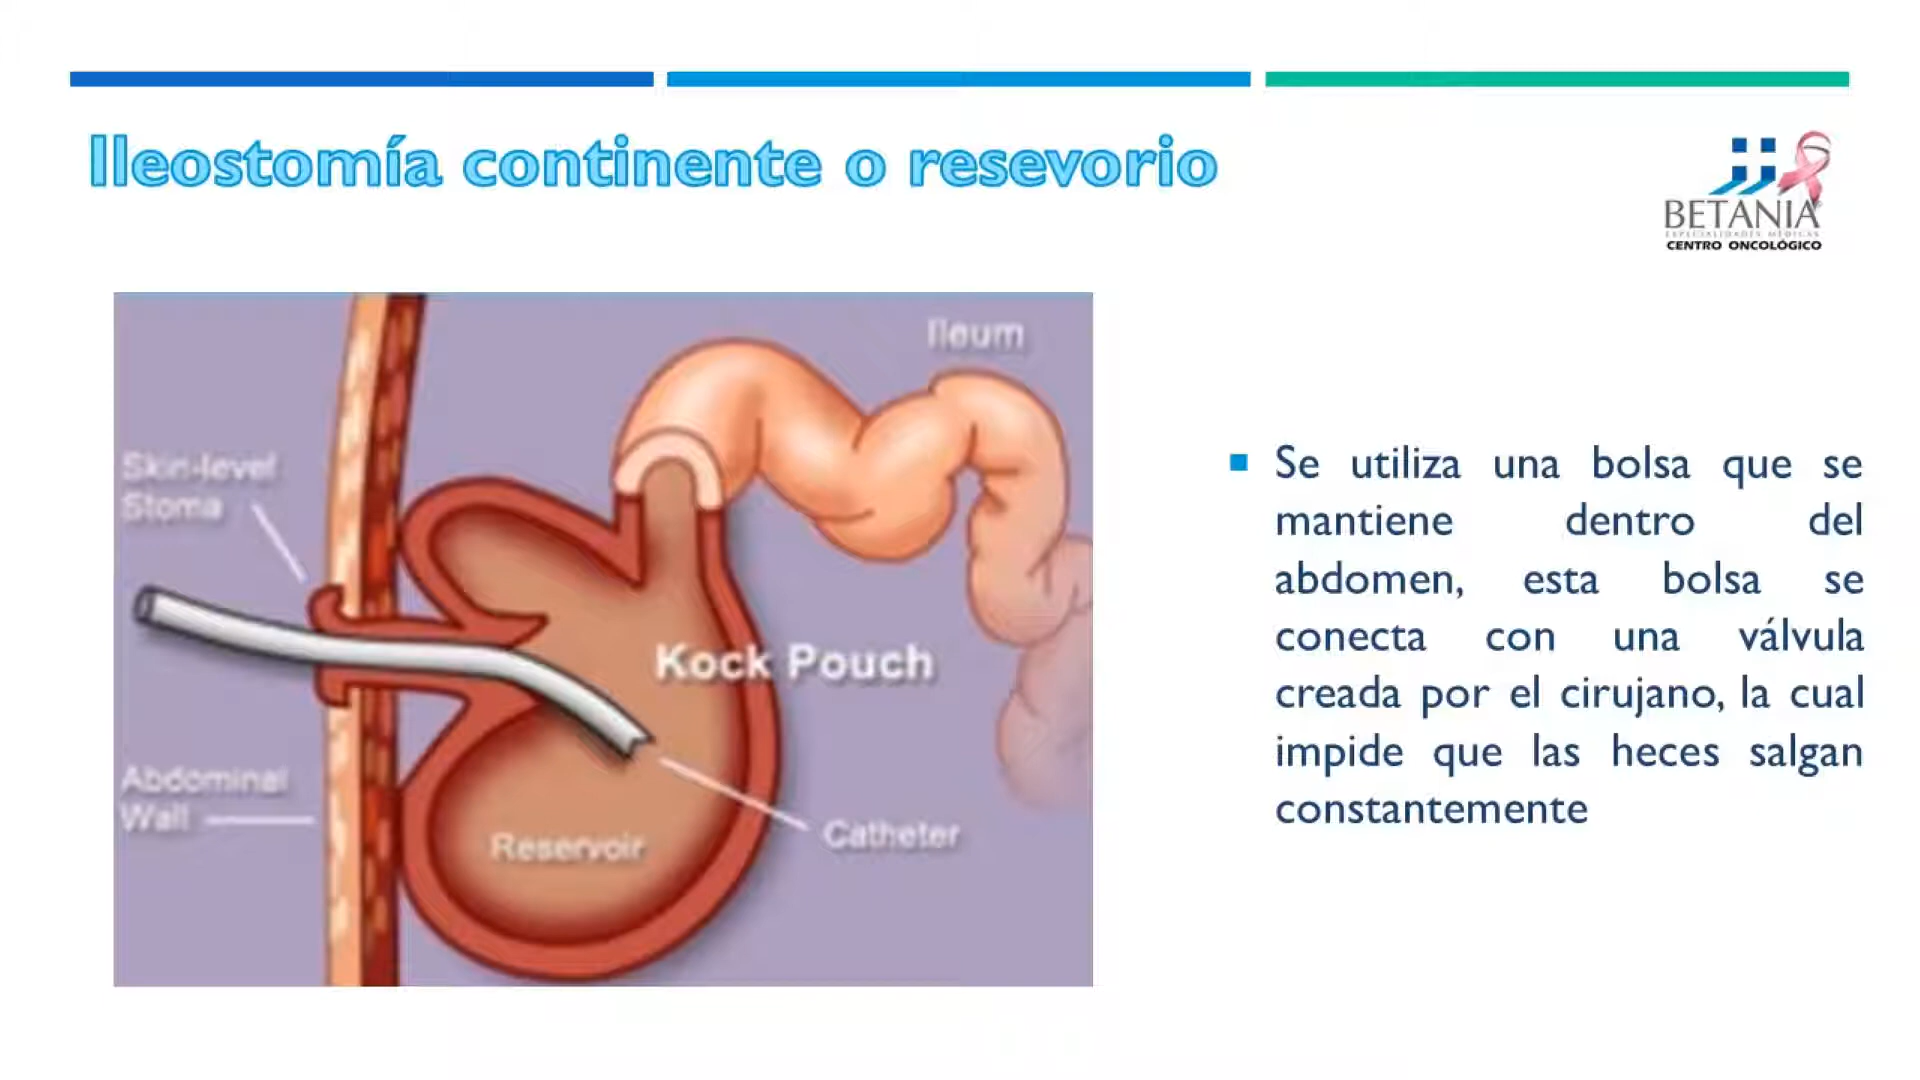 Ileostomía continente o resevorio
BETANIA
ESPECIALIDADES MÉDICAS
CENTRO ONCOLÓGICO
Ileum
Skin-level
Stoma
Kock Pouch
Abdominal
Wall
Reservoir
Catheter
Se utiliza una bolsa que se
mantiene dentro del
abdomen, esta bolsa se
conecta con una válvula
creada por el cirujano, la cual
impide que las heces salgan
constantemente